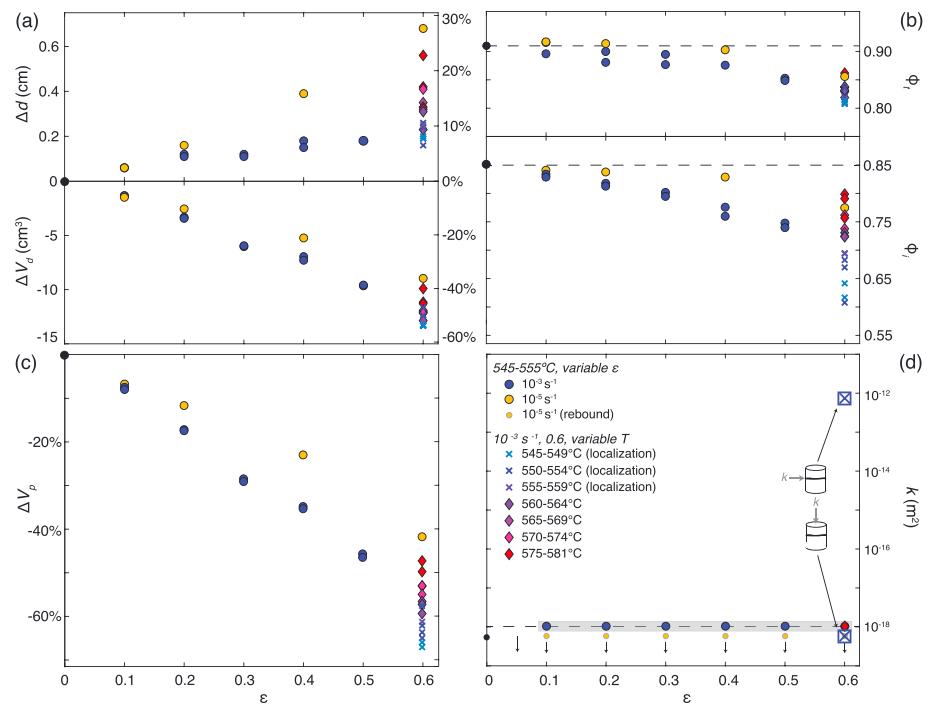 (a)
0.6
0.4
0.2
0
Δd (cm)
30%
20%
10%
0%
-5
-10
-15
ΔV_d (cm³)
-20%
-40%
-60%
(b)
0.90
0.80
ϕ_t
0.85
0.75
0.65
0.55
ϕ_i
(c)
-20%
-40%
-60%
ΔV_p
0
0.1
0.2
0.3
0.4
0.5
0.6
ε
(d)
545-555°C, variable ε
10⁻³ s⁻¹
10⁻⁵ s⁻¹
10⁻⁵ s⁻¹ (rebound)
10⁻³ s⁻¹, 0.6, variable T
545-549°C (localization)
550-554°C (localization)
555-559°C (localization)
560-564°C
565-569°C
570-574°C
575-581°C
k
k
10⁻¹²
10⁻¹⁴
10⁻¹⁶
10⁻¹⁸
k (m²)
0
0.1
0.2
0.3
0.4
0.5
0.6
ε